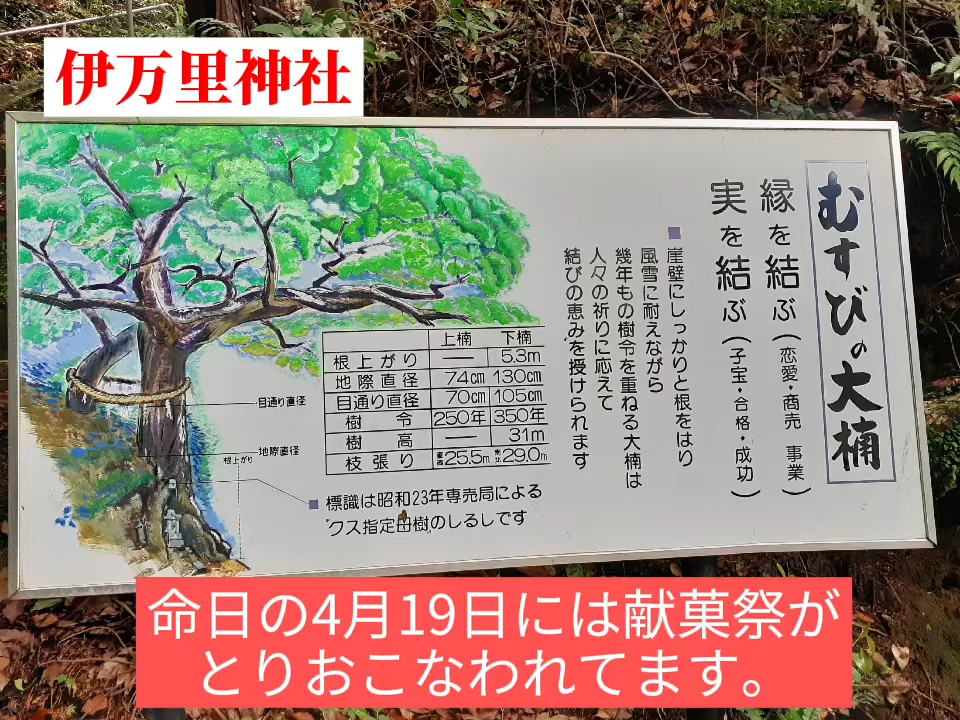 伊万里神社
むすびの大楠
縁を結ぶ(恋愛・商売 事業)
実を結ぶ(子宝・合格・成功)
■崖壁にしっかりと根をはり
風雪に耐えながら
幾年もの樹令を重ねる大楠は
人々の祈りに応えて
結びの恵みを授けられます
上楠 下楠
根上がり — 5.3m
地際直径 74cm 130cm
目通り直径 70cm 105cm
樹令 250年 350年
樹高 — 31m
枝張り 東西25.5m 南北29.0m
目通り直径
地際直径
根上がり
■標識は昭和23年専売局による
"クス指定母樹"のしるしです
命日の4月19日には献菓祭が
とりおこなわれてます。